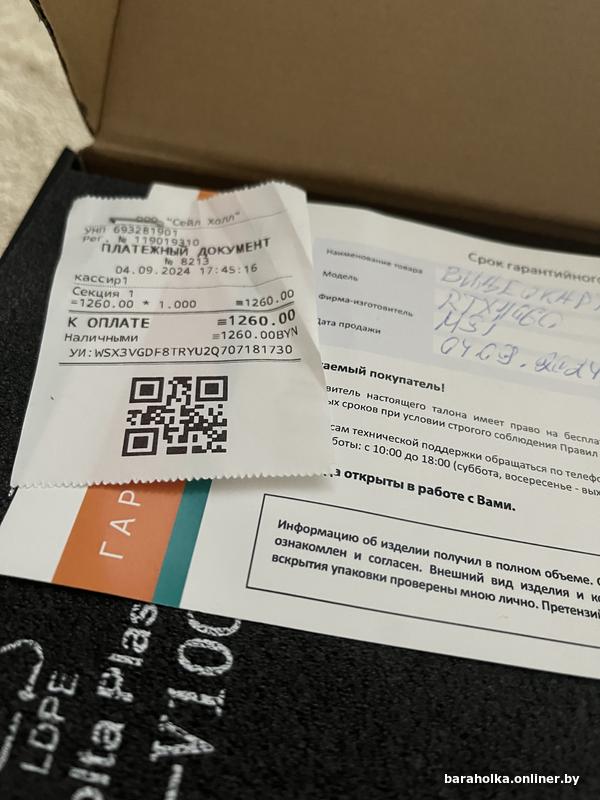 ООО "Сейл Холл"
УНП 693281901
Рег. № 119019310
ПЛАТЕЖНЫЙ ДОКУМЕНТ
№ 8213
04.09.2024 17:45:16
кассир1
Секция 1 ≡1260.00
=1260.00 * 1.000
К ОПЛАТЕ ≡1260.00
Наличными ≡1260.00BYN
УИ:WSX3VGDF8TRYU2Q707181730
Срок гарантийного
Наименование товара
Модель
Фирма-изготовитель MSI
Дата продажи 04.09.2024
аемый покупатель!
витель настоящего талона имеет право на беспла
ых сроков при условии строгого соблюдения Правил
сам технической поддержки обращаться по телефо
боты: с 10:00 до 18:00 (суббота, воскресенье - вых
а открыты в работе с Вами.
Информацию об изделии получил в полном объеме. С
ознакомлен и согласен. Внешний вид изделия и ко
вскрытия упаковки проверены мною лично. Претензий
ГАР
LDPE
elta Plas
V100
baraholka.onliner.by